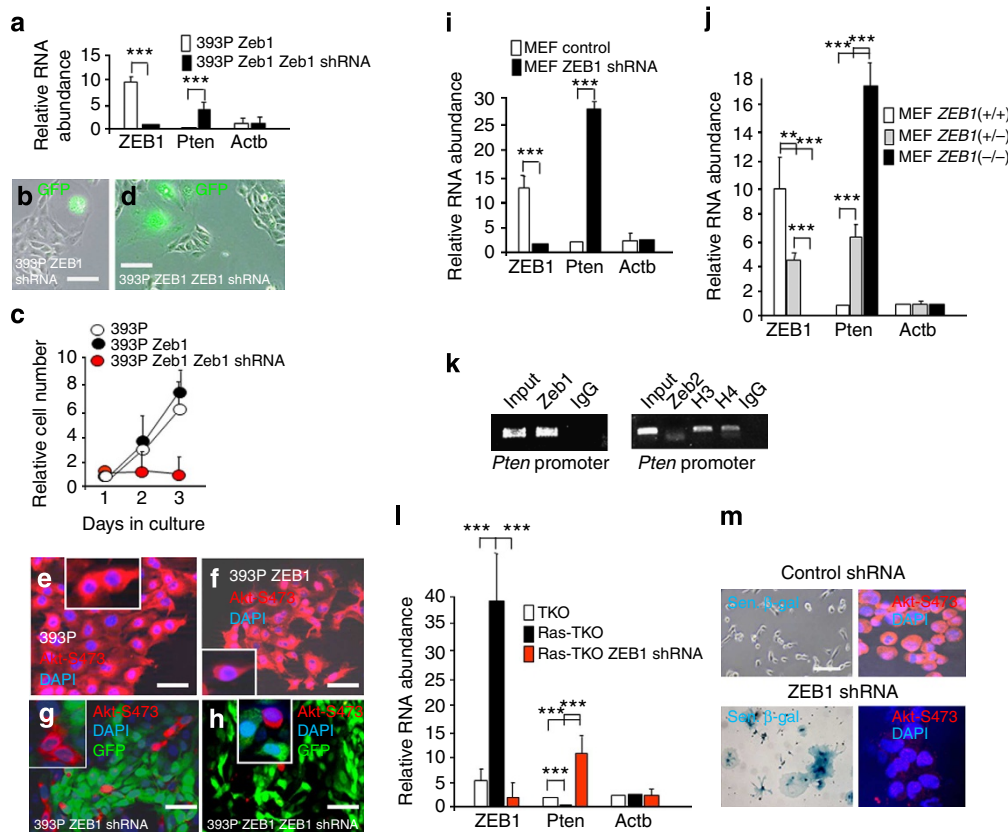 a
393P Zeb1
393P Zeb1 Zeb1 shRNA
Relative RNA
abundance
15
10
5
0
***
***
ZEB1 Pten Actb
b
GFP
393P ZEB1
shRNA
d
GFP
393P ZEB1 ZEB1 shRNA
c
393P
393P Zeb1
393P Zeb1 Zeb1 shRNA
Relative cell number
10
8
6
4
2
0
1 2 3
Days in culture
e
393P
Akt-S473
DAPI
f
393P ZEB1
Akt-S473
DAPI
g
Akt-S473
DAPI
GFP
393P ZEB1 shRNA
h
Akt-S473
DAPI
GFP
393P ZEB1 ZEB1 shRNA
i
MEF control
MEF ZEB1 shRNA
Relative RNA abundance
30
25
20
15
10
5
0
***
***
ZEB1 Pten Actb
j
MEF ZEB1(+/+)
MEF ZEB1(+/–)
MEF ZEB1(–/–)
Relative RNA abundance
18
16
14
12
10
8
6
4
2
0
** ***
***
*** ***
***
ZEB1 Pten Actb
k
Input Zeb1 IgG
Pten promoter
Input Zeb2 H3 H4 IgG
Pten promoter
l
TKO
Ras-TKO
Ras-TKO ZEB1 shRNA
Relative RNA abundance
40
35
30
25
20
15
10
5
0
*** ***
*** ***
***
ZEB1 Pten Actb
m
Control shRNA
Sen. β-gal
Akt-S473
DAPI
ZEB1 shRNA
Sen. β-gal
Akt-S473
DAPI